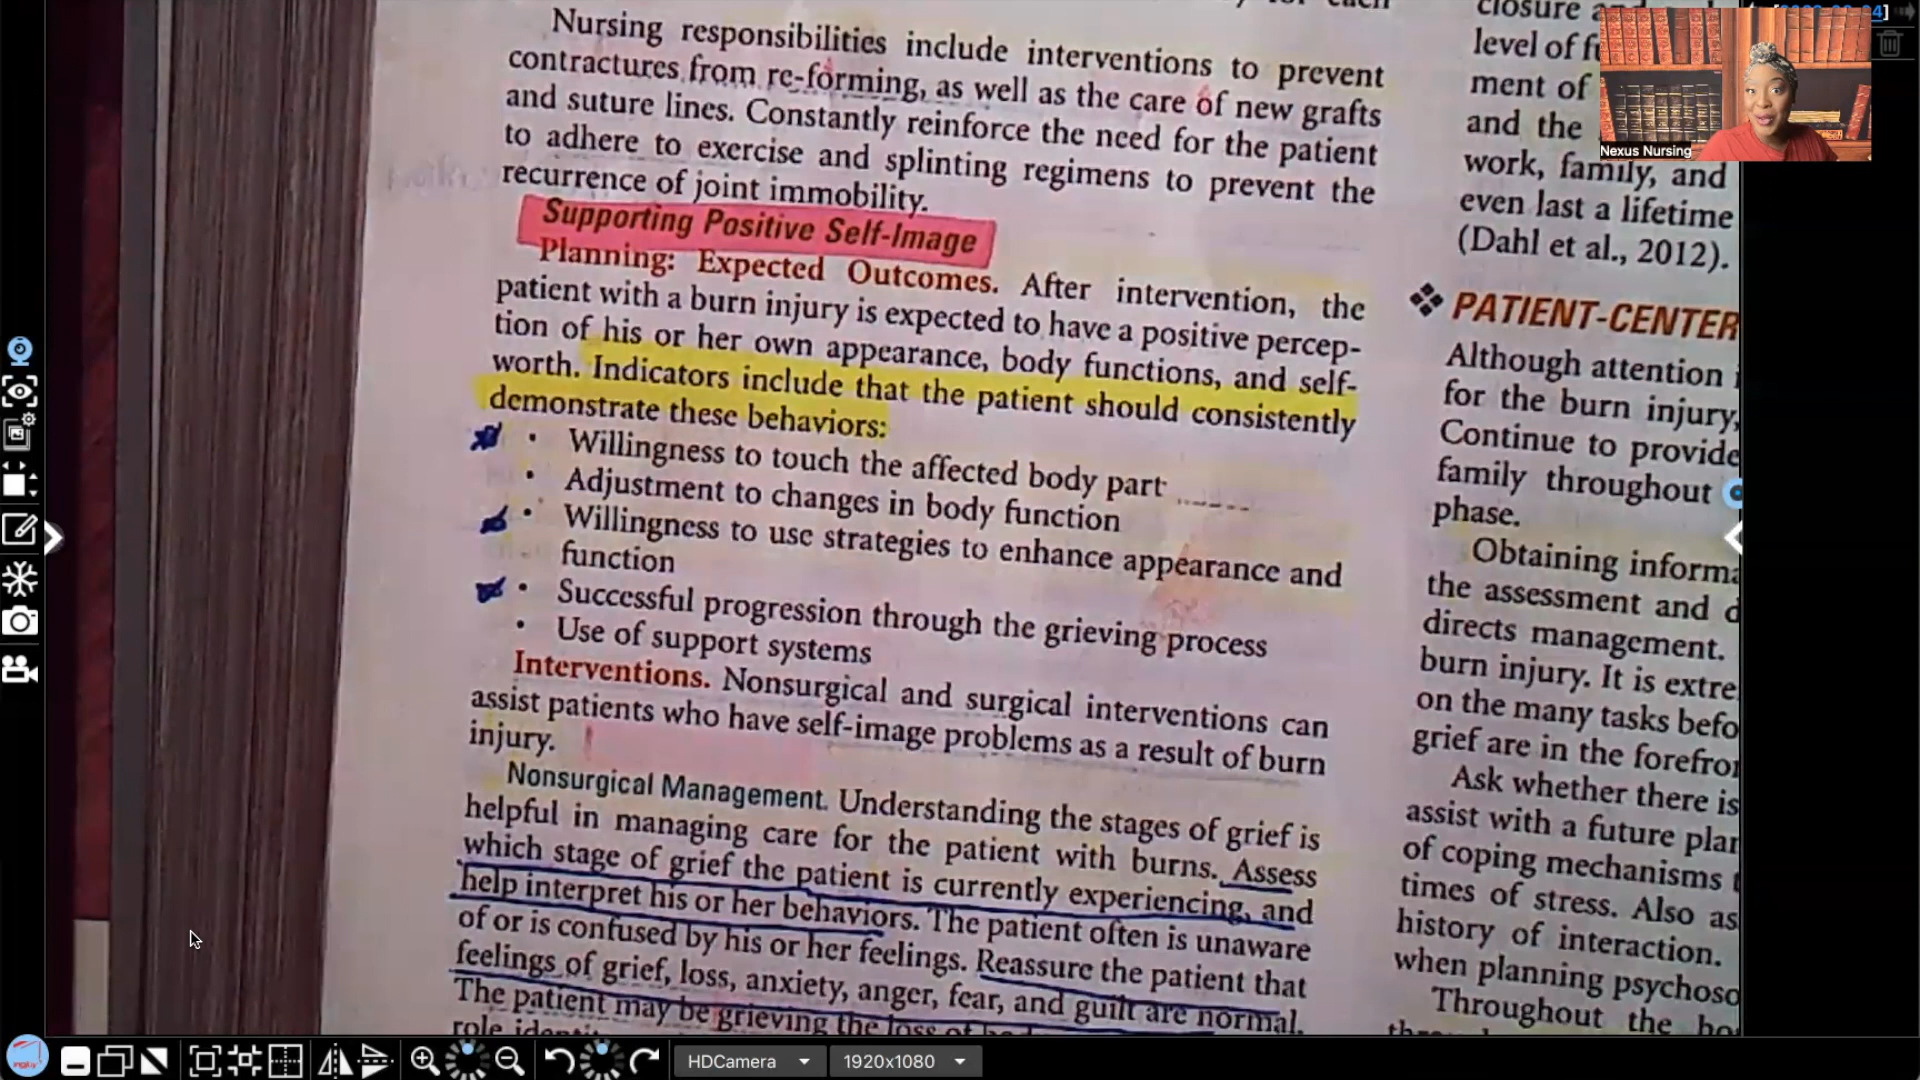 Nursing responsibilities include interventions to prevent
contractures from re-forming, as well as the care of new grafts
and suture lines. Constantly reinforce the need for the patient
to adhere to exercise and splinting regimens to prevent the
recurrence of joint immobility.
Supporting Positive Self-Image
Planning: Expected Outcomes. After intervention, the
patient with a burn injury is expected to have a positive percep-
tion of his or her own appearance, body functions, and self-
worth. Indicators include that the patient should consistently
demonstrate these behaviors:
• Willingness to touch the affected body part
• Adjustment to changes in body function
• Willingness to use strategies to enhance appearance and
function
• Successful progression through the grieving process
• Use of support systems
Interventions. Nonsurgical and surgical interventions can
assist patients who have self-image problems as a result of burn
injury.
Nonsurgical Management. Understanding the stages of grief is
helpful in managing care for the patient with burns. Assess
which stage of grief the patient is currently experiencing, and
help interpret his or her behaviors. The patient often is unaware
of or is confused by his or her feelings. Reassure the patient that
feelings of grief, loss, anxiety, anger, fear, and guilt are normal.
The patient may be grieving the loss of
closure
level of
ment of
and the
work, family, and
even last a lifetime
(Dahl et al., 2012).
❖ PATIENT-CENTER
Although attention
for the burn injury,
Continue to provide
family throughout
phase.
Obtaining informa
the assessment and
directs management.
burn injury. It is extre
on the many tasks befo
grief are in the forefro
Ask whether there is
assist with a future pla
of coping mechanisms
times of stress. Also as
history of interaction.
when planning psychoso
Throughout the ho
Nexus Nursing
HDCamera
1920x1080